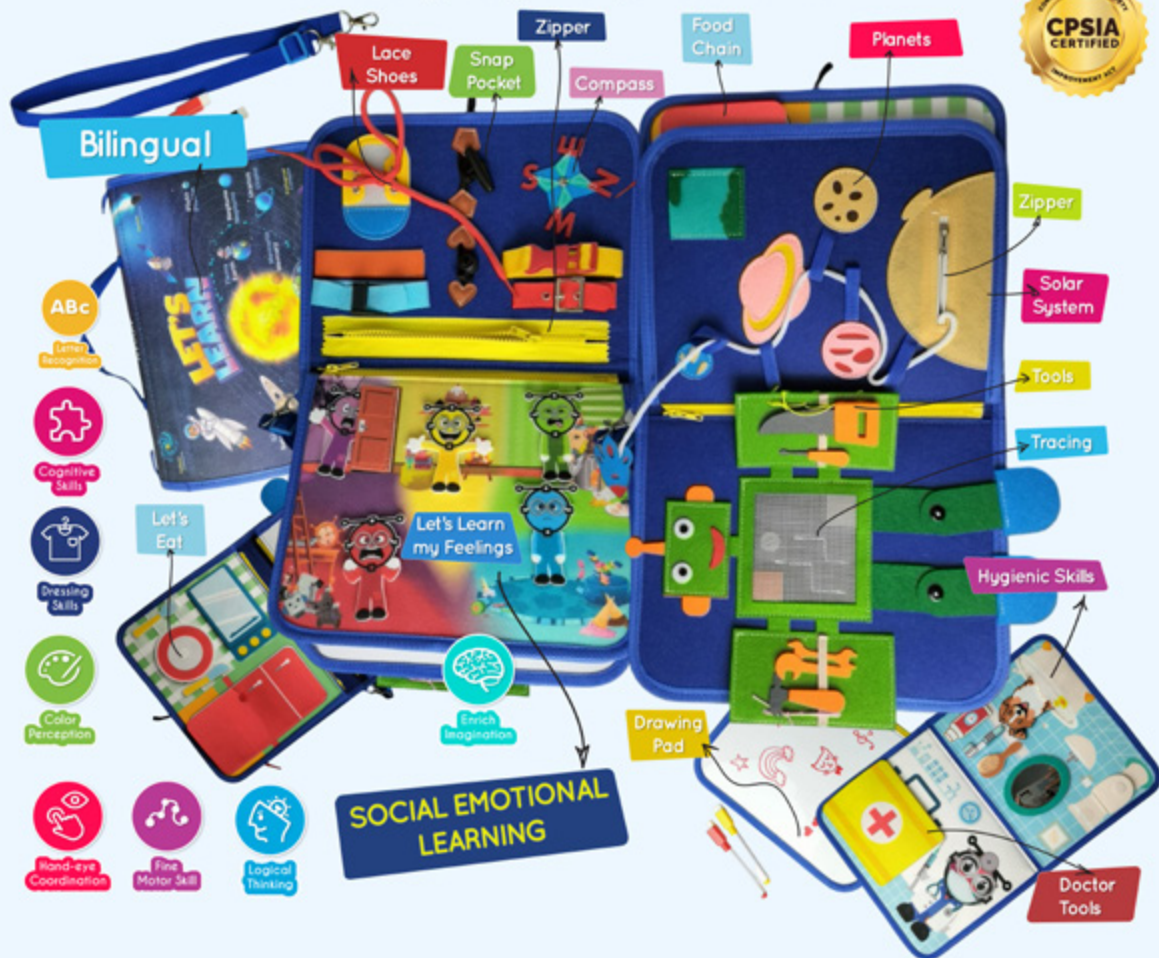 CPSIA
CERTIFIED
IMPROVEMENT ACT
Lace
Shoes
Snap
Pocket
Zipper
Compass
Food
Chain
Planets
Bilingual
LET'S
LEARN
Zipper
Solar
System
Tools
Tracing
ABc
Letter
Recognition
Cognitive
Skills
Dressing
Skills
Let's
Eat
Let's Learn
my Feelings
Hygienic Skills
Color
Perception
Enrich
Imagination
Drawing
Pad
SOCIAL EMOTIONAL
LEARNING
Hand-eye
Coordination
Fine
Motor Skill
Logical
Thinking
Doctor
Tools